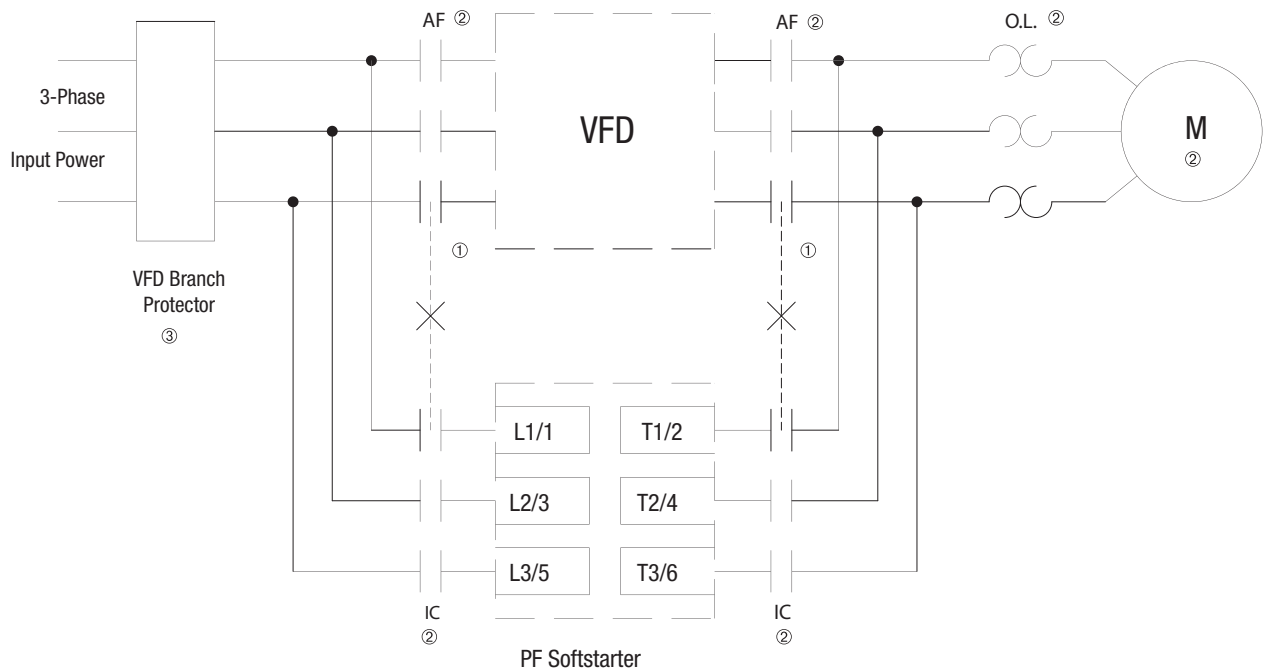 AF ②
AF ②
O.L. ②
3-Phase
Input Power
VFD
M
②
①
①
VFD Branch
Protector
③
L1/1
T1/2
L2/3
T2/4
L3/5
T3/6
IC
②
IC
②
PF Softstarter